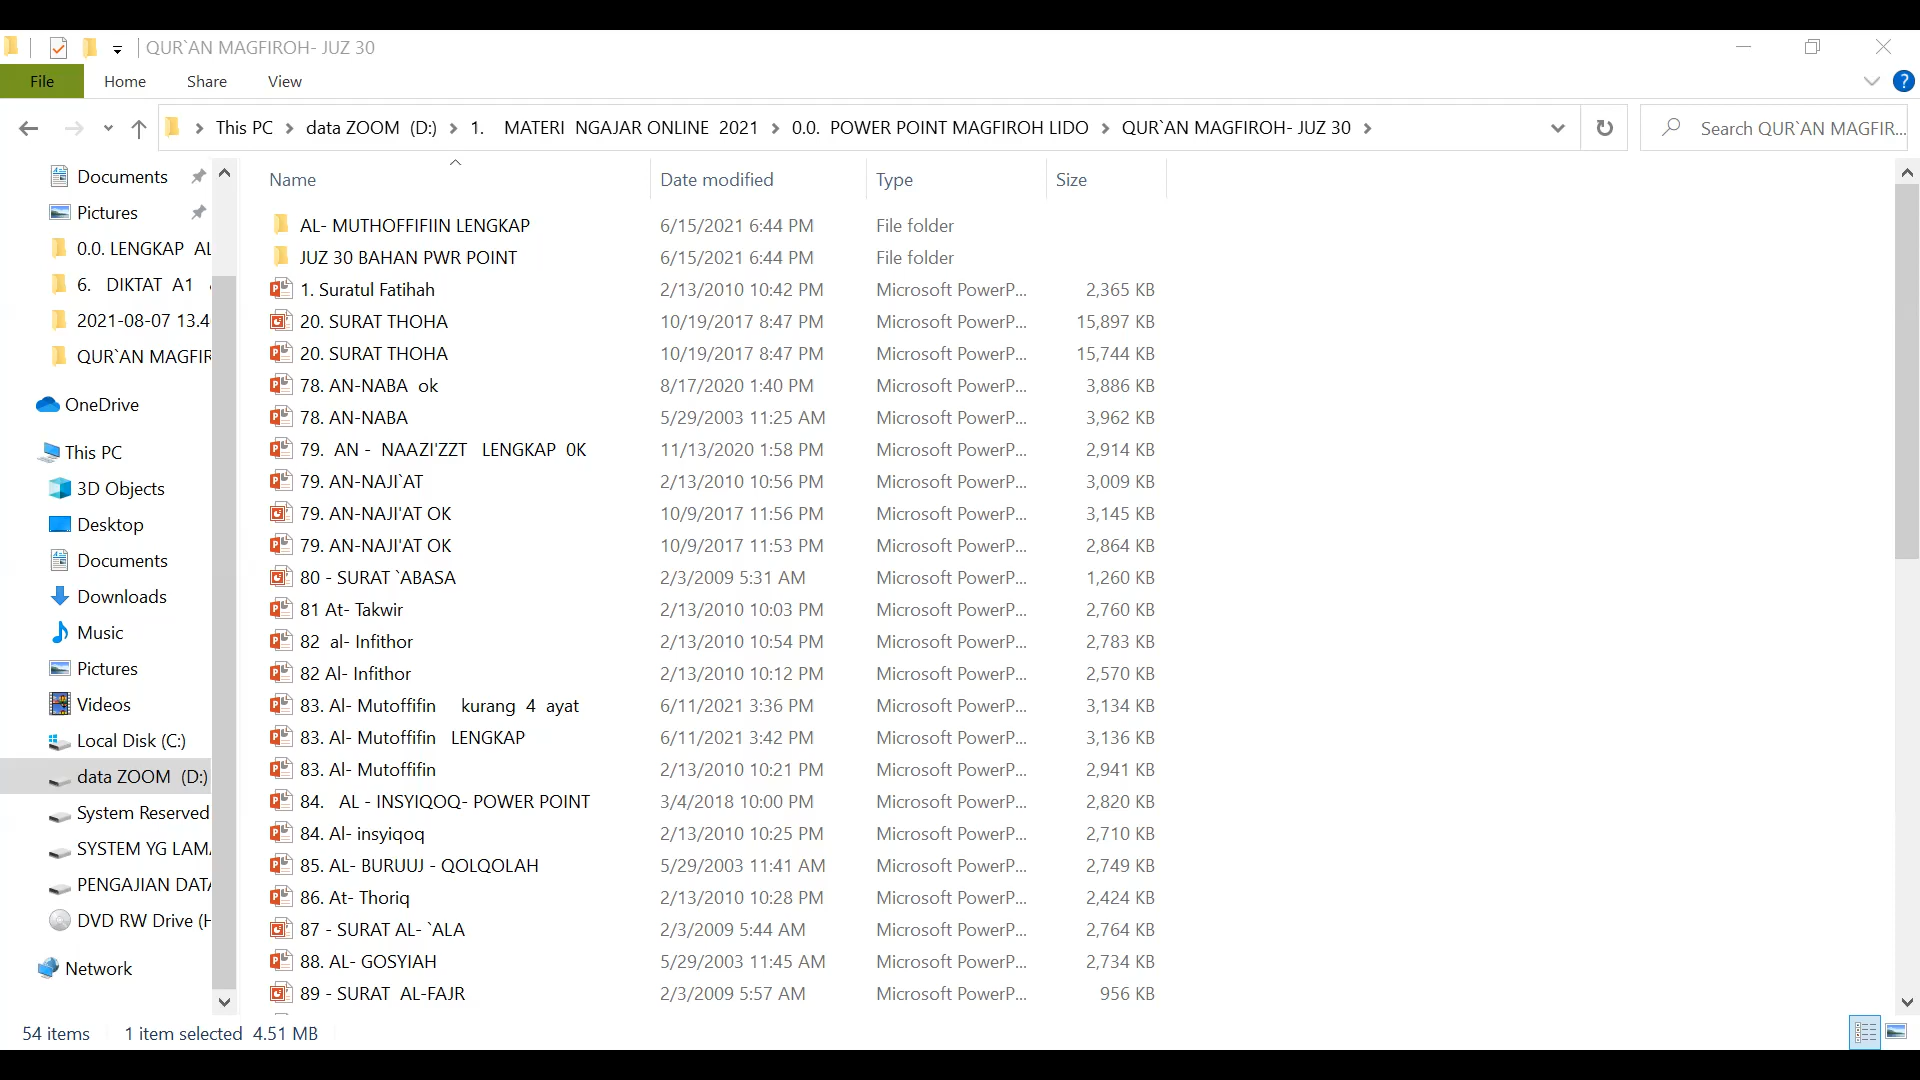 QUR`AN MAGFIROH- JUZ 30
File Home Share View
This PC data ZOOM (D:) 1. MATERI NGAJAR ONLINE 2021 0.0. POWER POINT MAGFIROH LIDO QUR`AN MAGFIROH- JUZ 30 Search QUR`AN MAGFIR...
Documents
Pictures
0.0. LENGKAP AL
6. DIKTAT A1
2021-08-07 13.4
QUR`AN MAGFIR
OneDrive
This PC
3D Objects
Desktop
Documents
Downloads
Music
Pictures
Videos
Local Disk (C:)
data ZOOM (D:)
System Reserved
SYSTEM YG LAMA
PENGAJIAN DATA
DVD RW Drive (H
Network
Name Date modified Type Size
AL- MUTHOFFIFIIN LENGKAP 6/15/2021 6:44 PM File folder
JUZ 30 BAHAN PWR POINT 6/15/2021 6:44 PM File folder
1. Suratul Fatihah 2/13/2010 10:42 PM Microsoft PowerP... 2,365 KB
20. SURAT THOHA 10/19/2017 8:47 PM Microsoft PowerP... 15,897 KB
20. SURAT THOHA 10/19/2017 8:47 PM Microsoft PowerP... 15,744 KB
78. AN-NABA ok 8/17/2020 1:40 PM Microsoft PowerP... 3,886 KB
78. AN-NABA 5/29/2003 11:25 AM Microsoft PowerP... 3,962 KB
79. AN - NAAZI'ZZT LENGKAP 0K 11/13/2020 1:58 PM Microsoft PowerP... 2,914 KB
79. AN-NAJI`AT 2/13/2010 10:56 PM Microsoft PowerP... 3,009 KB
79. AN-NAJI'AT OK 10/9/2017 11:56 PM Microsoft PowerP... 3,145 KB
79. AN-NAJI'AT OK 10/9/2017 11:53 PM Microsoft PowerP... 2,864 KB
80 - SURAT `ABASA 2/3/2009 5:31 AM Microsoft PowerP... 1,260 KB
81 At- Takwir 2/13/2010 10:03 PM Microsoft PowerP... 2,760 KB
82 al- Infithor 2/13/2010 10:54 PM Microsoft PowerP... 2,783 KB
82 Al- Infithor 2/13/2010 10:12 PM Microsoft PowerP... 2,570 KB
83. Al- Mutoffifin kurang 4 ayat 6/11/2021 3:36 PM Microsoft PowerP... 3,134 KB
83. Al- Mutoffifin LENGKAP 6/11/2021 3:42 PM Microsoft PowerP... 3,136 KB
83. Al- Mutoffifin 2/13/2010 10:21 PM Microsoft PowerP... 2,941 KB
84. AL - INSYIQOQ- POWER POINT 3/4/2018 10:00 PM Microsoft PowerP... 2,820 KB
84. Al- insyiqoq 2/13/2010 10:25 PM Microsoft PowerP... 2,710 KB
85. AL- BURUUJ - QOLQOLAH 5/29/2003 11:41 AM Microsoft PowerP... 2,749 KB
86. At- Thoriq 2/13/2010 10:28 PM Microsoft PowerP... 2,424 KB
87 - SURAT AL- `ALA 2/3/2009 5:44 AM Microsoft PowerP... 2,764 KB
88. AL- GOSYIAH 5/29/2003 11:45 AM Microsoft PowerP... 2,734 KB
89 - SURAT AL-FAJR 2/3/2009 5:57 AM Microsoft PowerP... 956 KB
54 items 1 item selected 4.51 MB